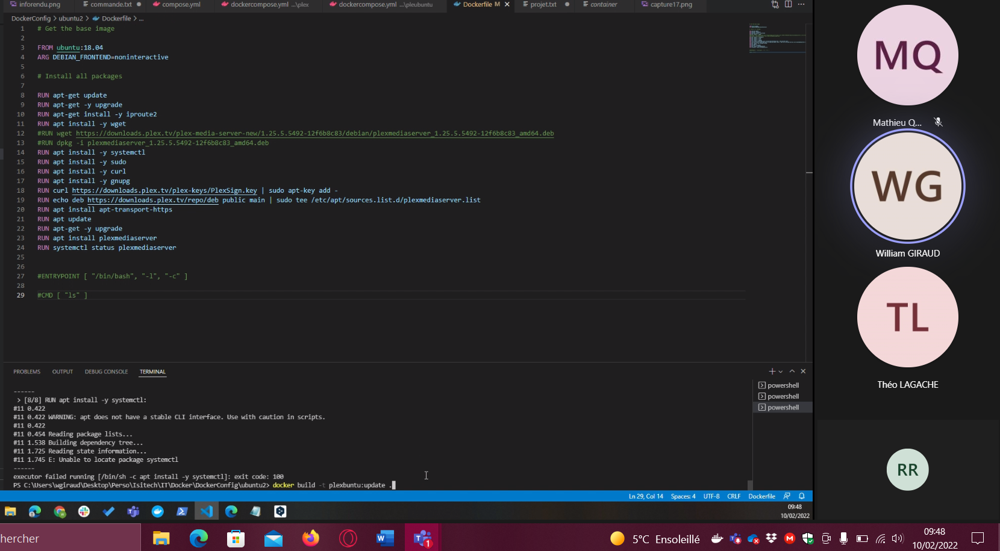 inforendu.png commande.txt compose.yml dockercompose.yml ...\plex dockercompose.yml ...\pleubuntu Dockerfile M projet.txt container capture17.png
DockerConfig > ubuntu2 > Dockerfile > ...
1 # Get the base image
2
3 FROM ubuntu:18.04
4 ARG DEBIAN_FRONTEND=noninteractive
5
6 # Install all packages
7
8 RUN apt-get update
9 RUN apt-get -y upgrade
10 RUN apt-get install -y iproute2
11 RUN apt install -y wget
12 #RUN wget https://downloads.plex.tv/plex-media-server-new/1.25.5.5492-12f6b8c83/debian/plexmediaserver_1.25.5.5492-12f6b8c83_amd64.deb
13 #RUN dpkg -i plexmediaserver_1.25.5.5492-12f6b8c83_amd64.deb
14 RUN apt install -y systemctl
15 RUN apt install -y sudo
16 RUN apt install -y curl
17 RUN apt install -y gnupg
18 RUN curl https://downloads.plex.tv/plex-keys/PlexSign.key | sudo apt-key add -
19 RUN echo deb https://downloads.plex.tv/repo/deb public main | sudo tee /etc/apt/sources.list.d/plexmediaserver.list
20 RUN apt install apt-transport-https
21 RUN apt update
22 RUN apt-get -y upgrade
23 RUN apt install plexmediaserver
24 RUN systemctl status plexmediaserver
25
26
27 #ENTRYPOINT [ "/bin/bash", "-l", "-c" ]
28
29 #CMD [ "ls" ]
PROBLEMS OUTPUT DEBUG CONSOLE TERMINAL
powershell
powershell
powershell
------
> [8/8] RUN apt install -y systemctl:
#11 0.422
#11 0.422 WARNING: apt does not have a stable CLI interface. Use with caution in scripts.
#11 0.422
#11 0.454 Reading package lists...
#11 1.538 Building dependency tree...
#11 1.725 Reading state information...
#11 1.745 E: Unable to locate package systemctl
------
executor failed running [/bin/sh -c apt install -y systemctl]: exit code: 100
PS C:\Users\wgiraud\Desktop\Perso\Isitech\IT\Docker\DockerConfig\ubuntu2> docker build -t plexbuntu:update .
Ln 29, Col 14 Spaces: 4 UTF-8 CRLF Dockerfile
09:48
10/02/2022
MQ
Mathieu Q...
WG
William GIRAUD
TL
Théo LAGACHE
RR
hercher
1
5°C Ensoleillé
09:48
10/02/2022